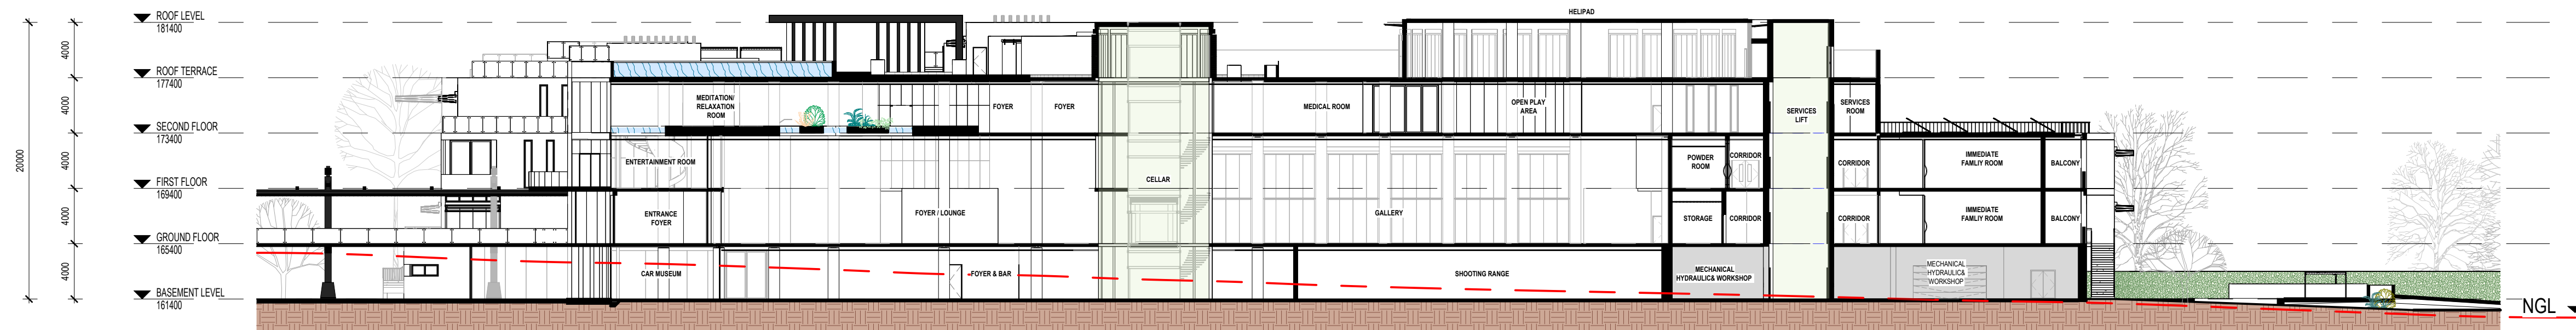 ROOF LEVEL
181400
HELIPAD
4000
ROOF TERRACE
177400
4000
MEDITATION/
RELAXATION
ROOM
FOYER
FOYER
MEDICAL ROOM
OPEN PLAY
AREA
SERVICES
LIFT
SERVICES
ROOM
SECOND FLOOR
173400
20000
4000
ENTERTAINMENT ROOM
POWDER
ROOM
CORRIDOR
CORRIDOR
IMMEDIATE
FAMLIY ROOM
BALCONY
FIRST FLOOR
169400
CELLAR
4000
ENTRANCE
FOYER
FOYER / LOUNGE
GALLERY
STORAGE
CORRIDOR
CORRIDOR
IMMEDIATE
FAMLIY ROOM
BALCONY
GROUND FLOOR
165400
4000
CAR MUSEUM
FOYER & BAR
SHOOTING RANGE
MECHANICAL
HYDRAULIC& WORKSHOP
MECHANICAL
HYDRAULIC&
WORKSHOP
BASEMENT LEVEL
161400
NGL